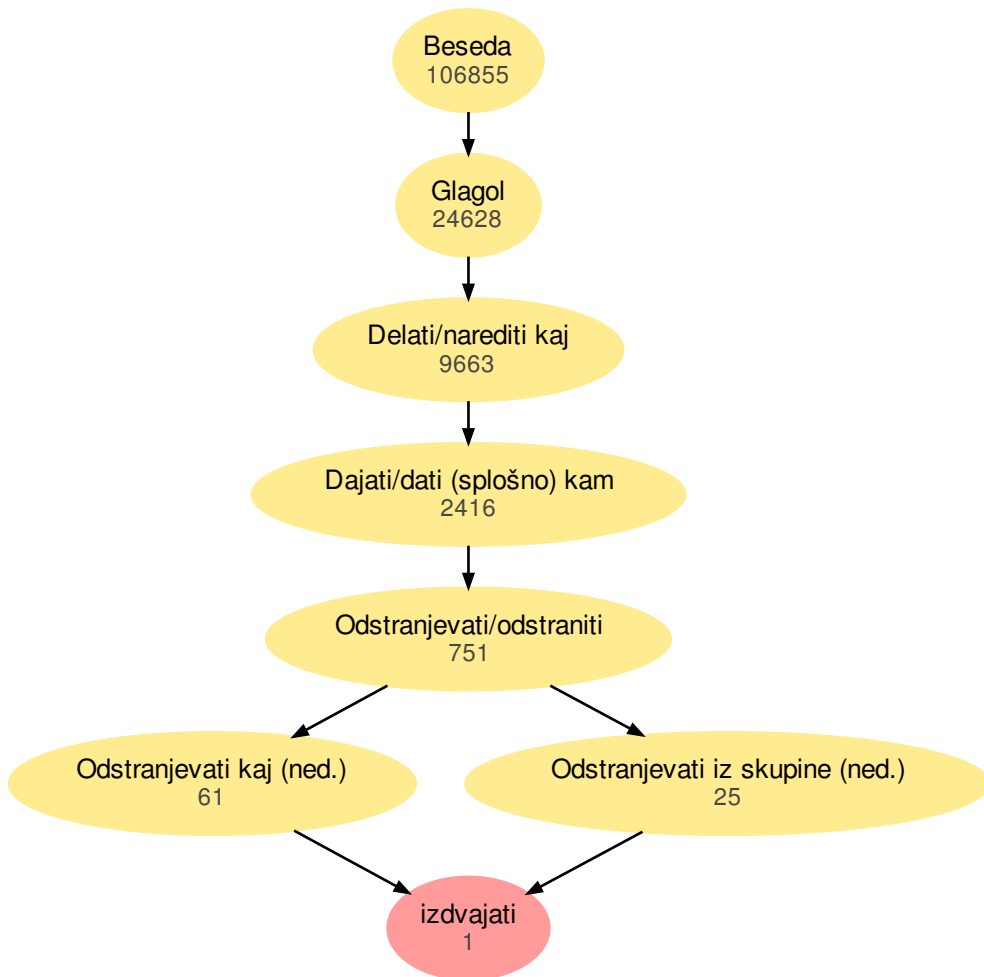 Beseda
106855
Glagol
24628
Delati/narediti kaj
9663
Dajati/dati (splošno) kam
2416
Odstranjevati/odstraniti
751
Odstranjevati kaj (ned.)
61
Odstranjevati iz skupine (ned.)
25
izdvajati
1